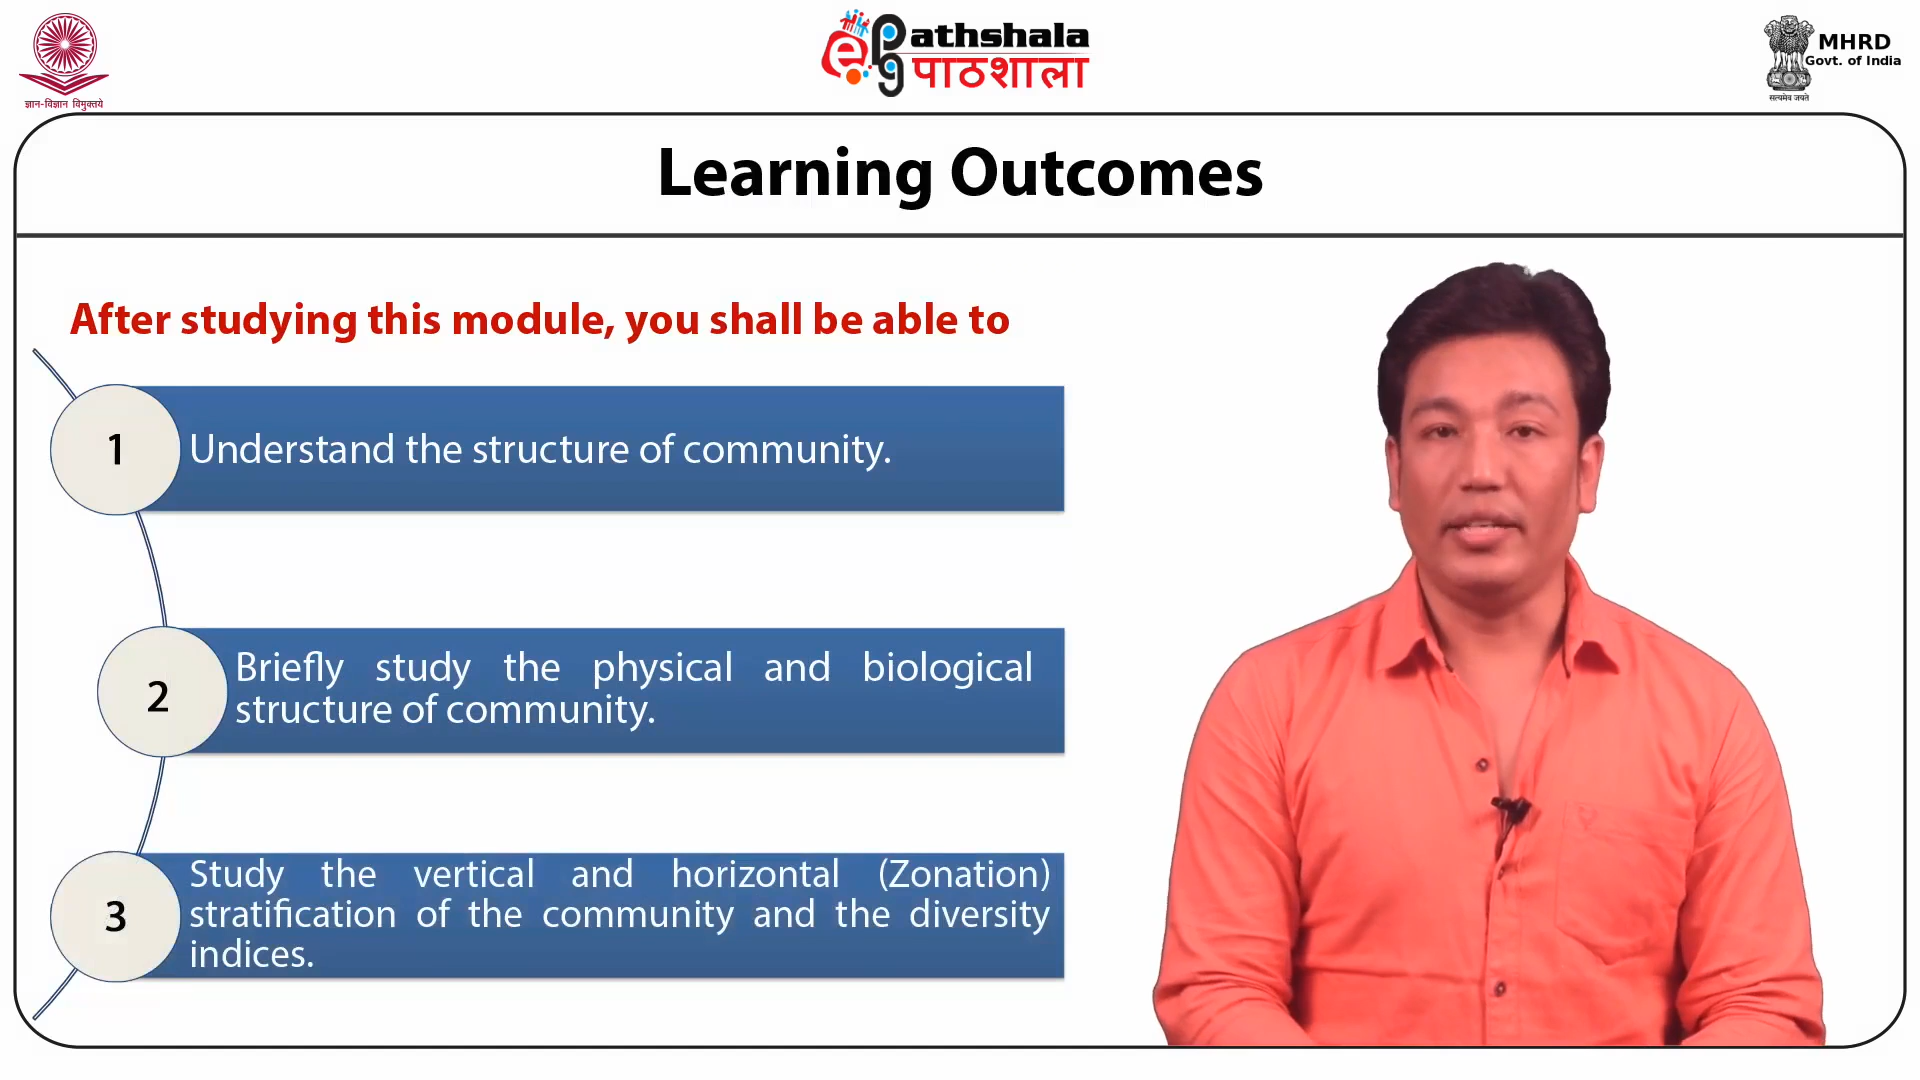 ज्ञान-विज्ञान विमुक्तये
ePathshala
पाठशाला
MHRD
Govt. of India
सत्यमेव जयते
Learning Outcomes
After studying this module, you shall be able to
1
Understand the structure of community.
2
Briefly study the physical and biological
structure of community.
3
Study the vertical and horizontal (Zonation)
stratification of the community and the diversity
indices.